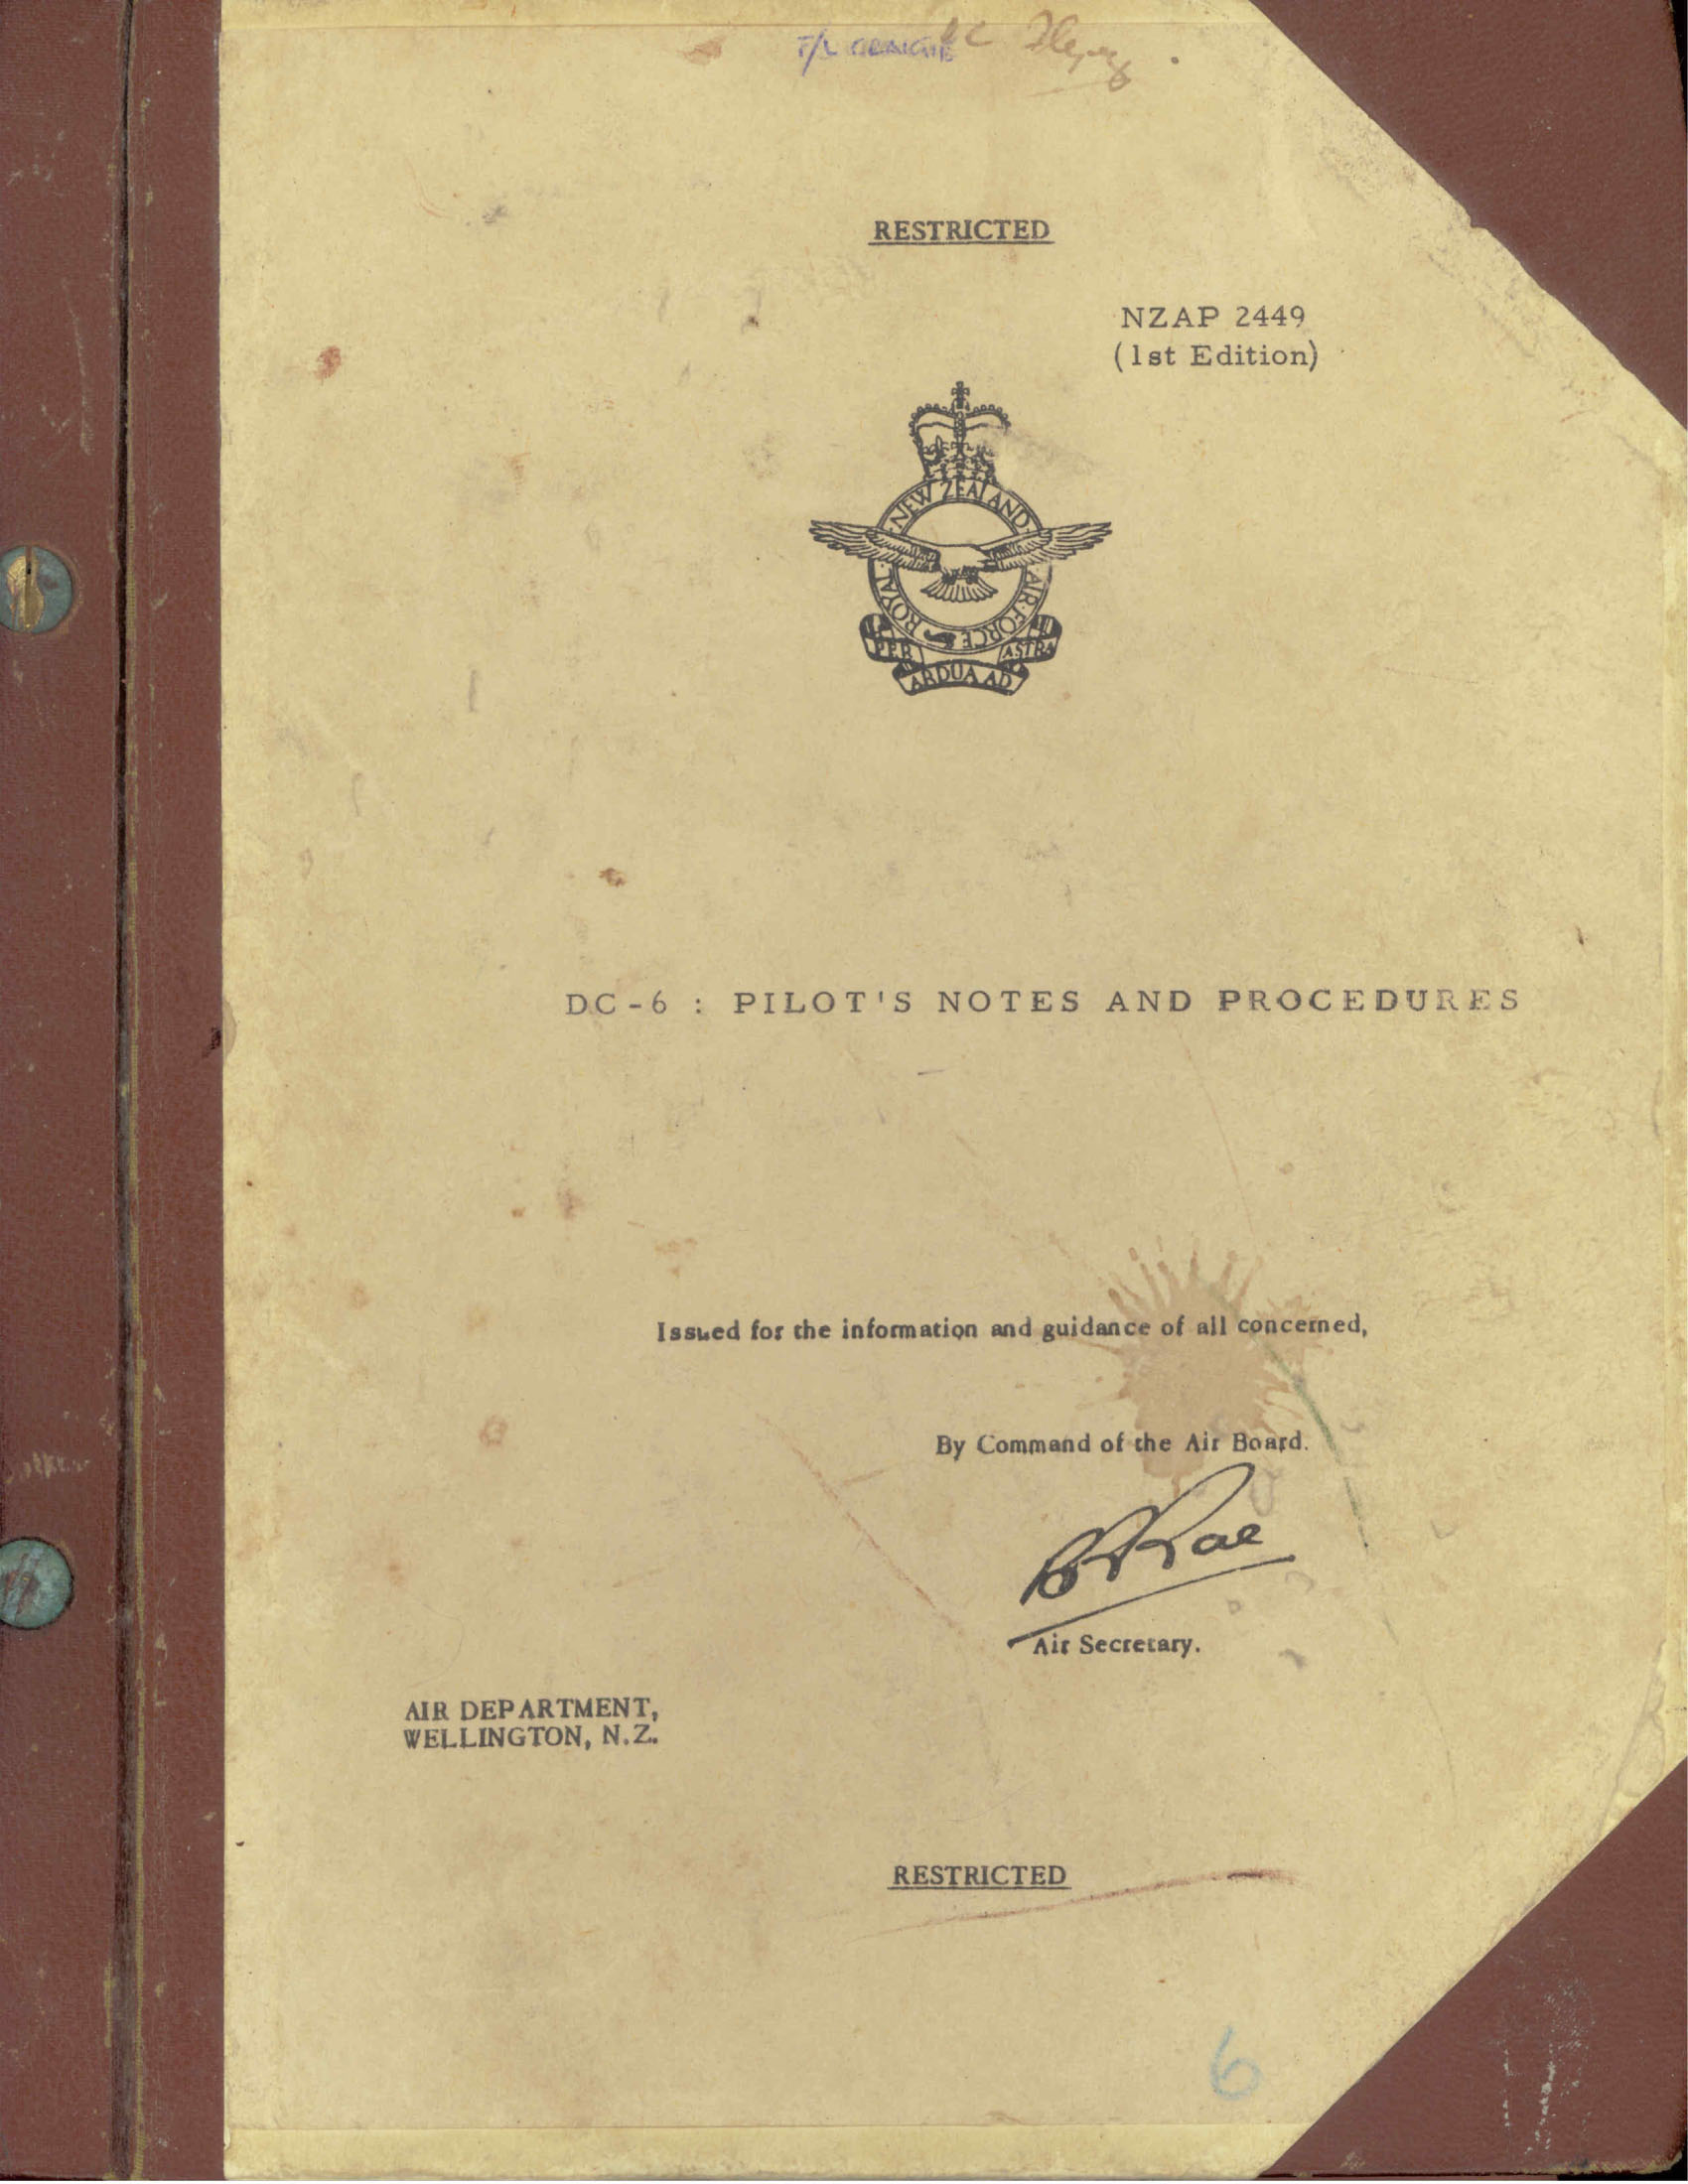 F/L
RESTRICTED
NZAP 2449
(1st Edition)
ROYAL · NEW ZEALAND · AIR · FORCE
PER ARDUA AD ASTRA
DC-6 : PILOT'S NOTES AND PROCEDURES
Issued for the information and guidance of all concerned,
By Command of the Air Board.
Air Secretary.
AIR DEPARTMENT,
WELLINGTON, N.Z.
RESTRICTED
6